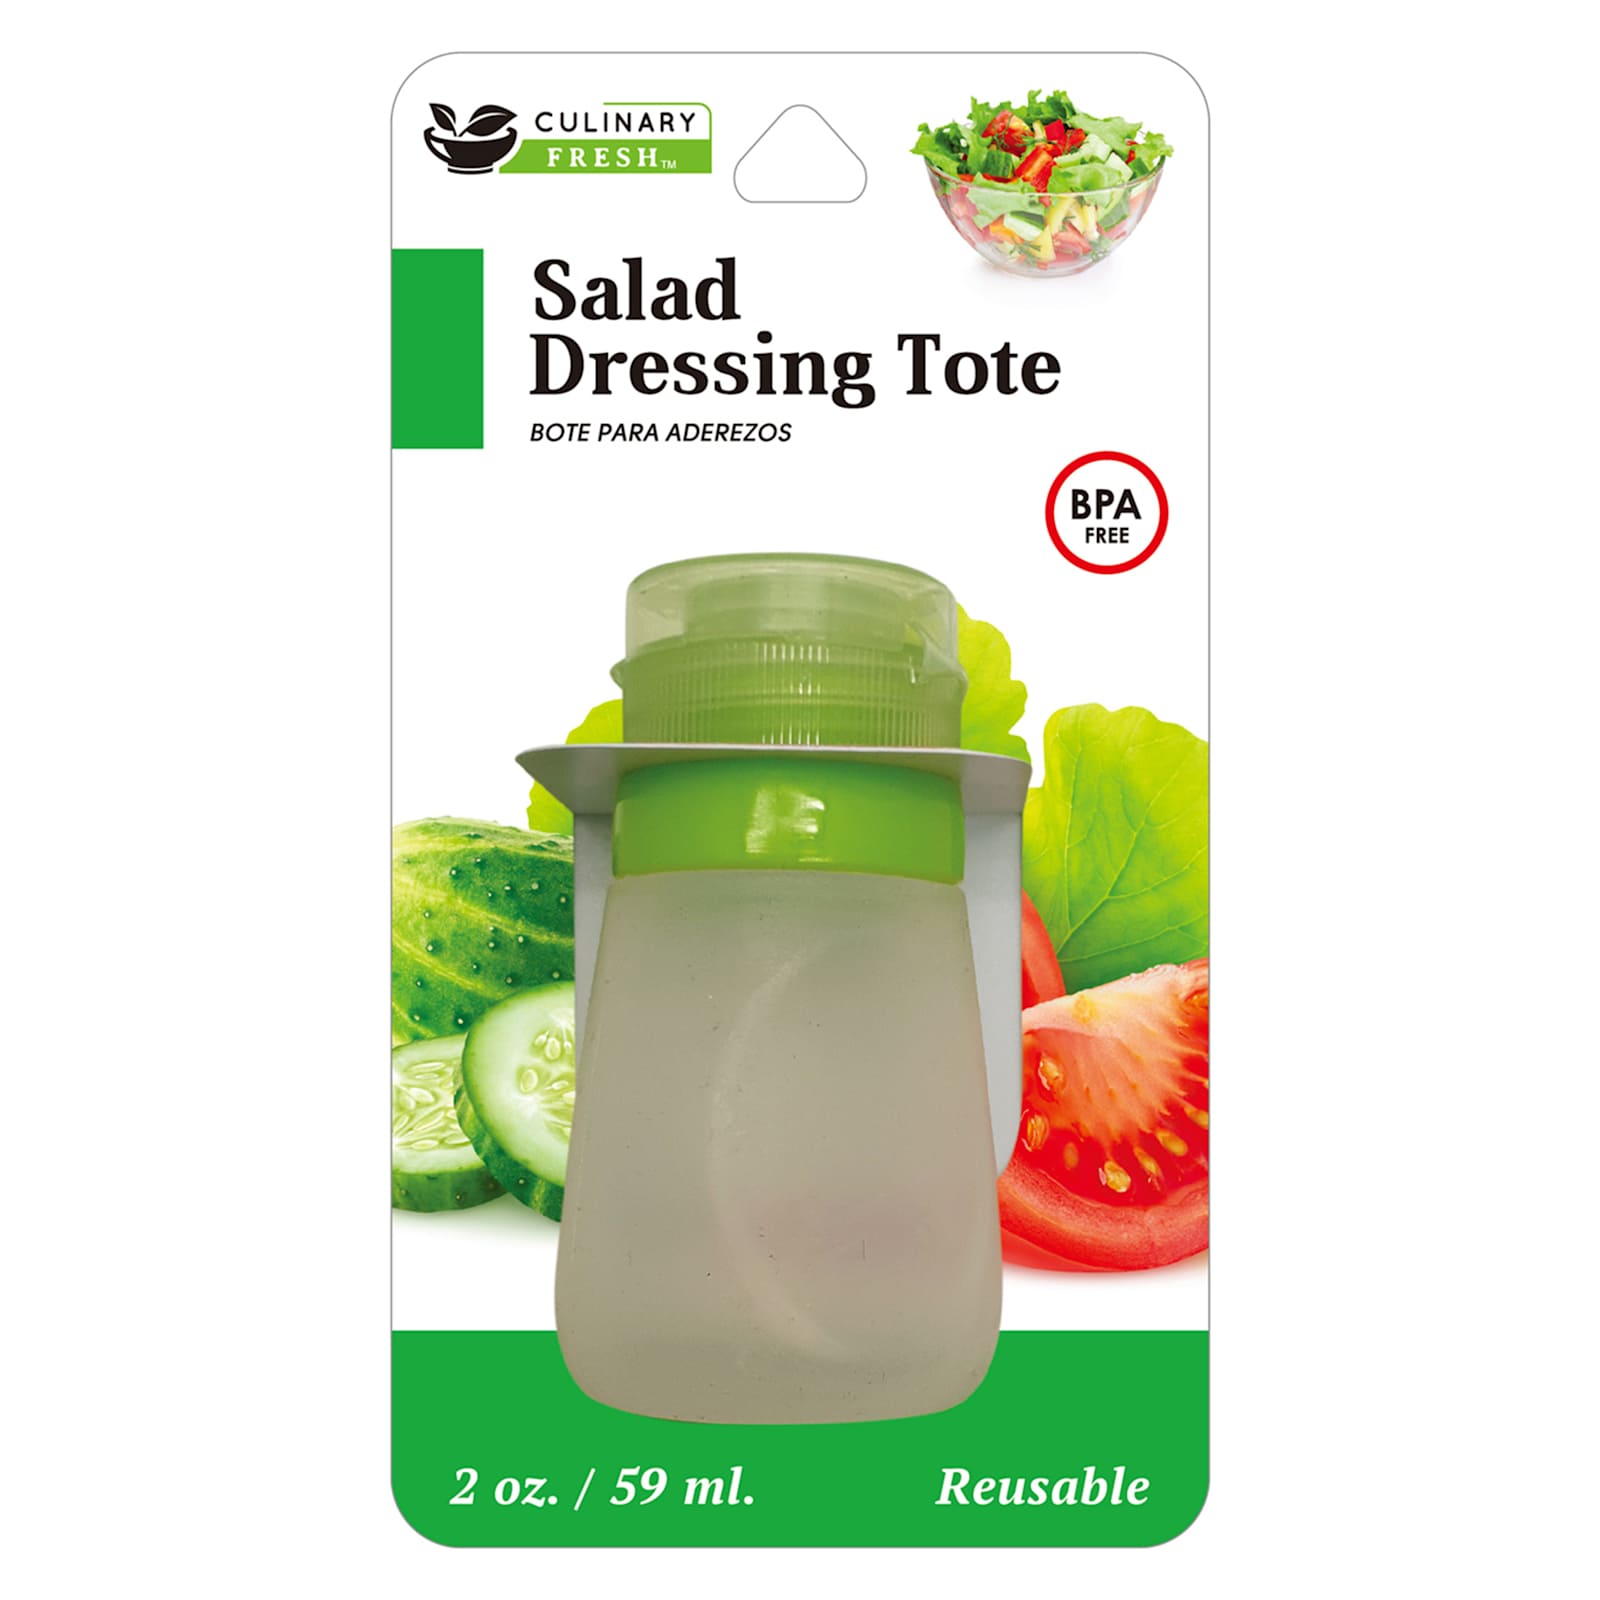 CULINARY
FRESH™
Salad
Dressing Tote
BOTE PARA ADEREZOS
BPA
FREE
2 oz. / 59 ml.
Reusable